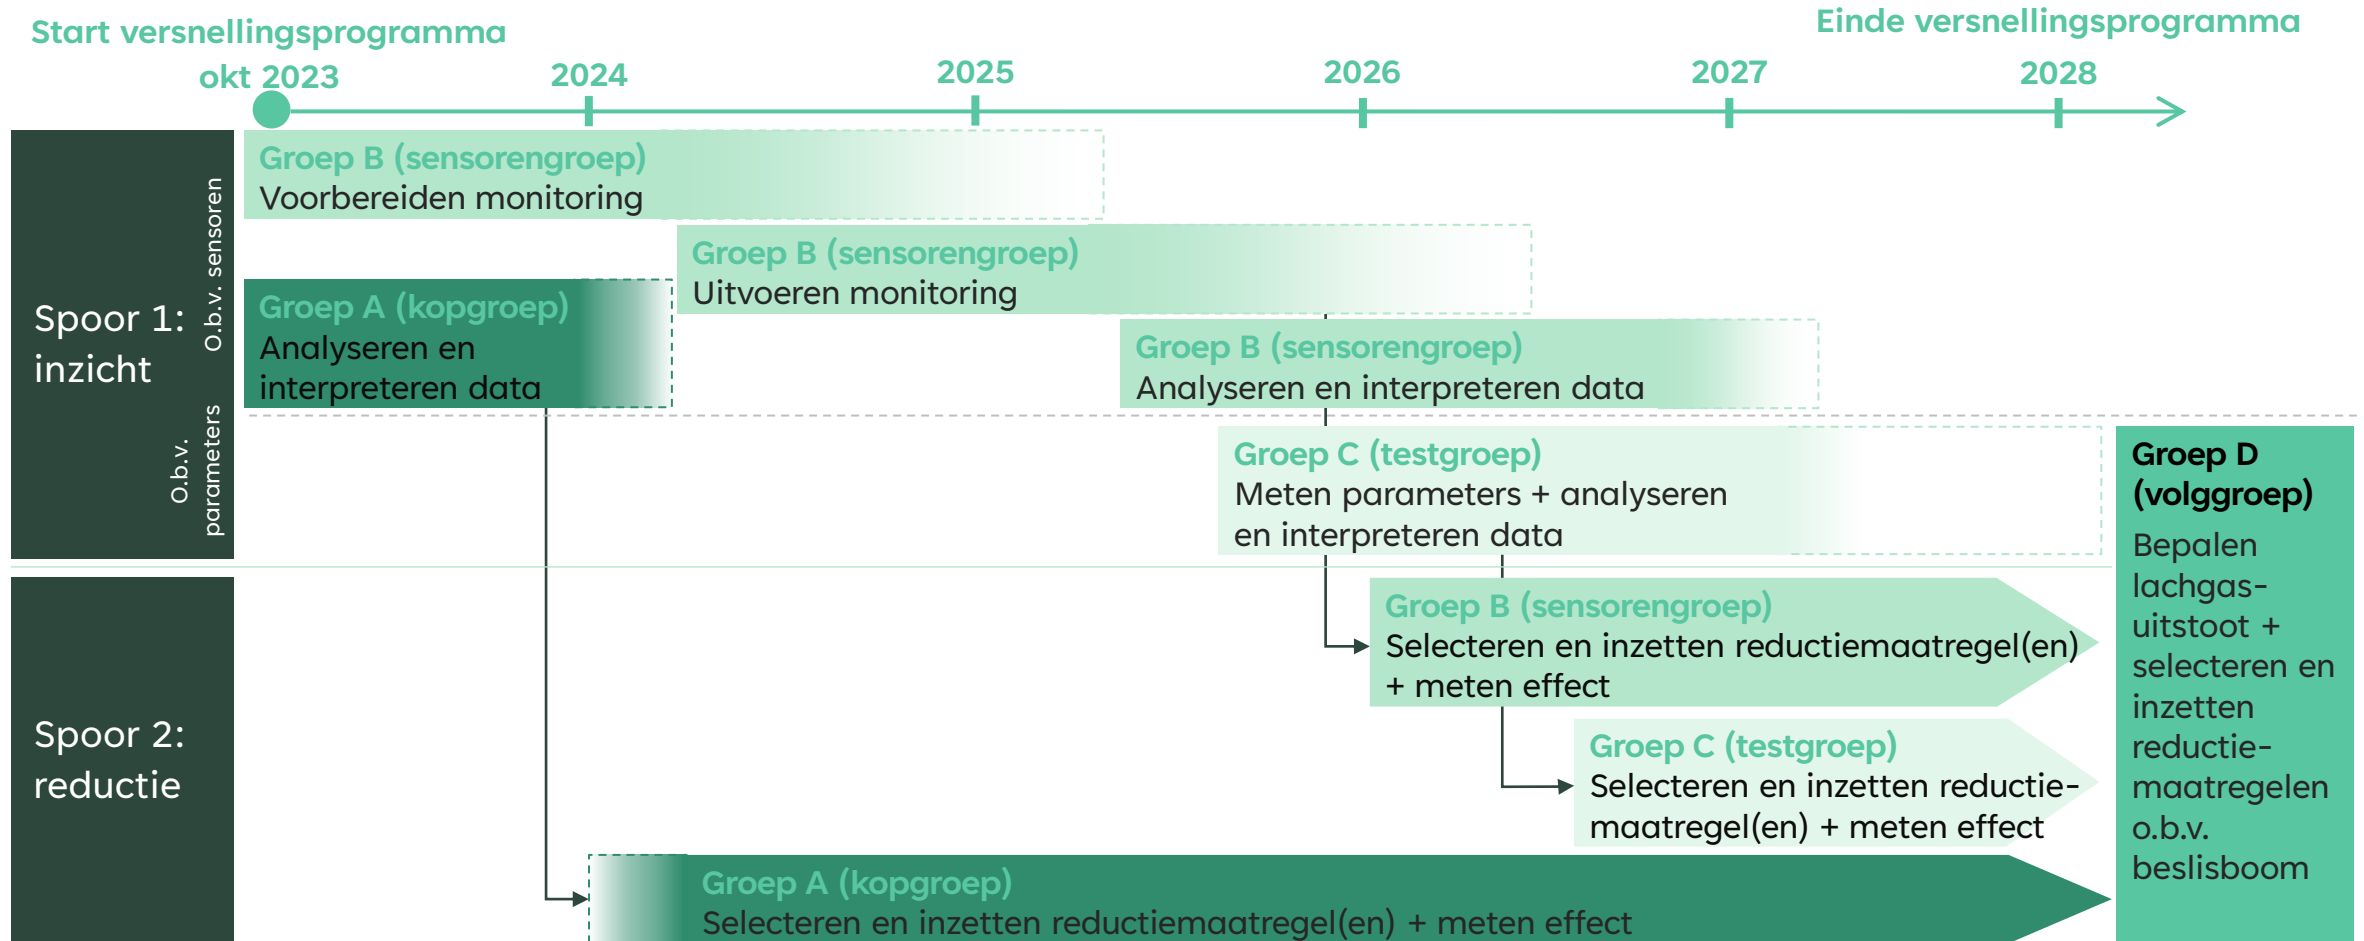 Start versnellingsprogramma
Einde versnellingsprogramma
okt 2023
2024
2025
2026
2027
2028
Spoor 1:
inzicht
O.b.v. sensoren
O.b.v.
parameters
Groep B (sensorengroep)
Voorbereiden monitoring
Groep B (sensorengroep)
Uitvoeren monitoring
Groep A (kopgroep)
Analyseren en
interpreteren data
Groep B (sensorengroep)
Analyseren en interpreteren data
Groep C (testgroep)
Meten parameters + analyseren
en interpreteren data
Spoor 2:
reductie
Groep B (sensorengroep)
Selecteren en inzetten reductiemaatregel(en)
+ meten effect
Groep C (testgroep)
Selecteren en inzetten reductie-
maatregel(en) + meten effect
Groep A (kopgroep)
Selecteren en inzetten reductiemaatregel(en) + meten effect
Groep D
(volggroep)
Bepalen
lachgas-
uitstoot +
selecteren en
inzetten
reductie-
maatregelen
o.b.v.
beslisboom